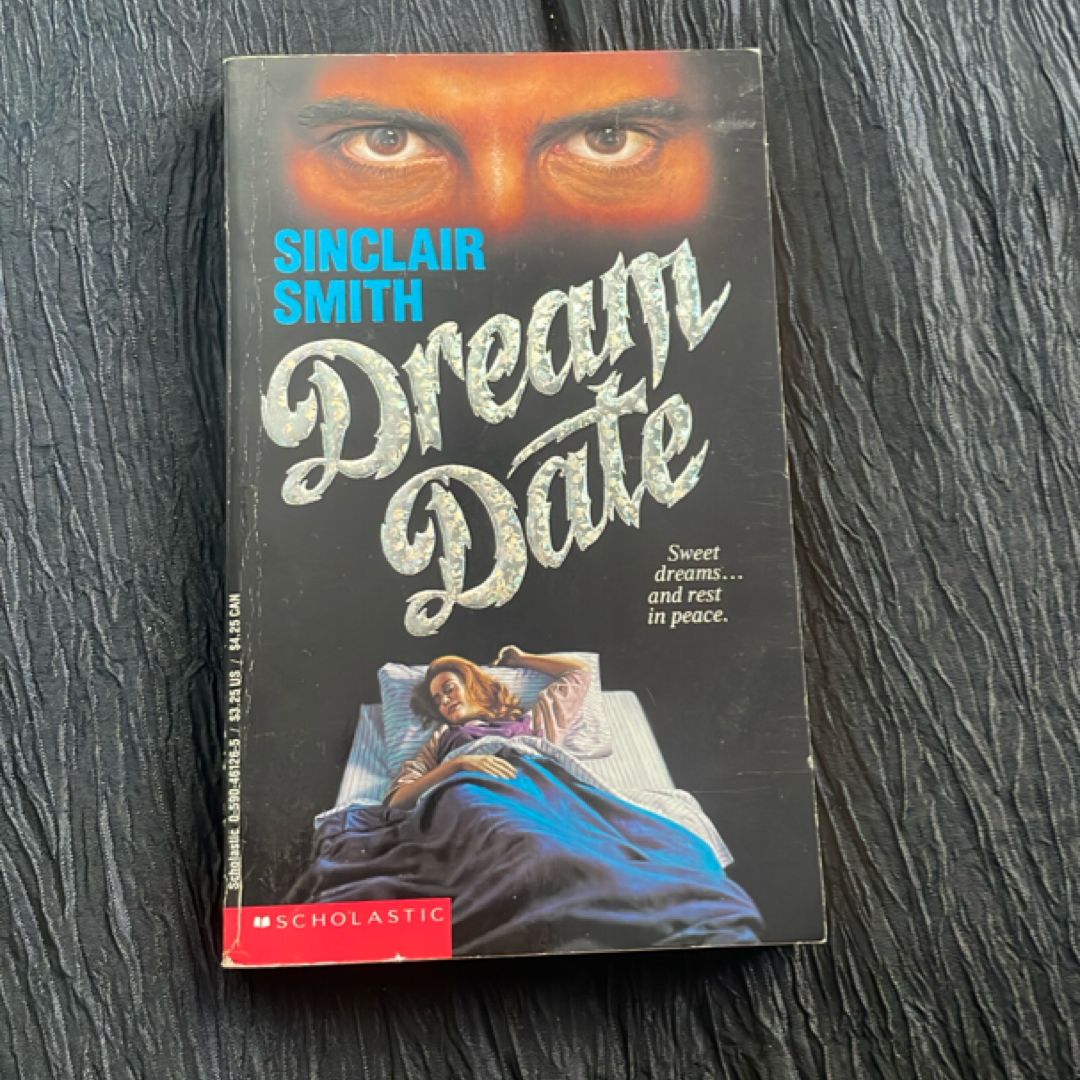 SINCLAIR
SMITH
Dream
Date
Sweet
dreams...
and rest
in peace.
Scholastic 0-590-46126-5 / $3.25 US / $4.25 CAN
SCHOLASTIC